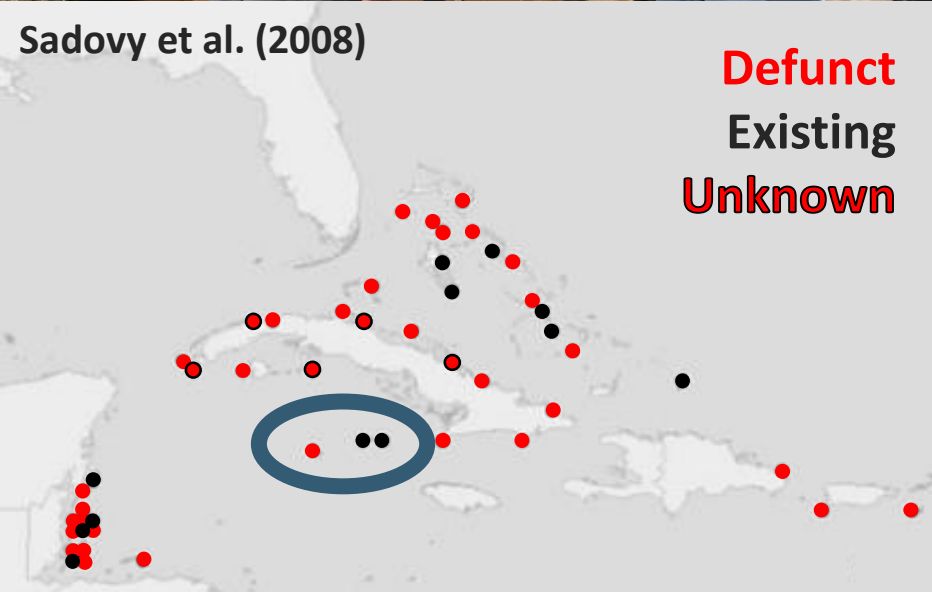 Sadovy et al. (2008)
Defunct
Existing
Unknown